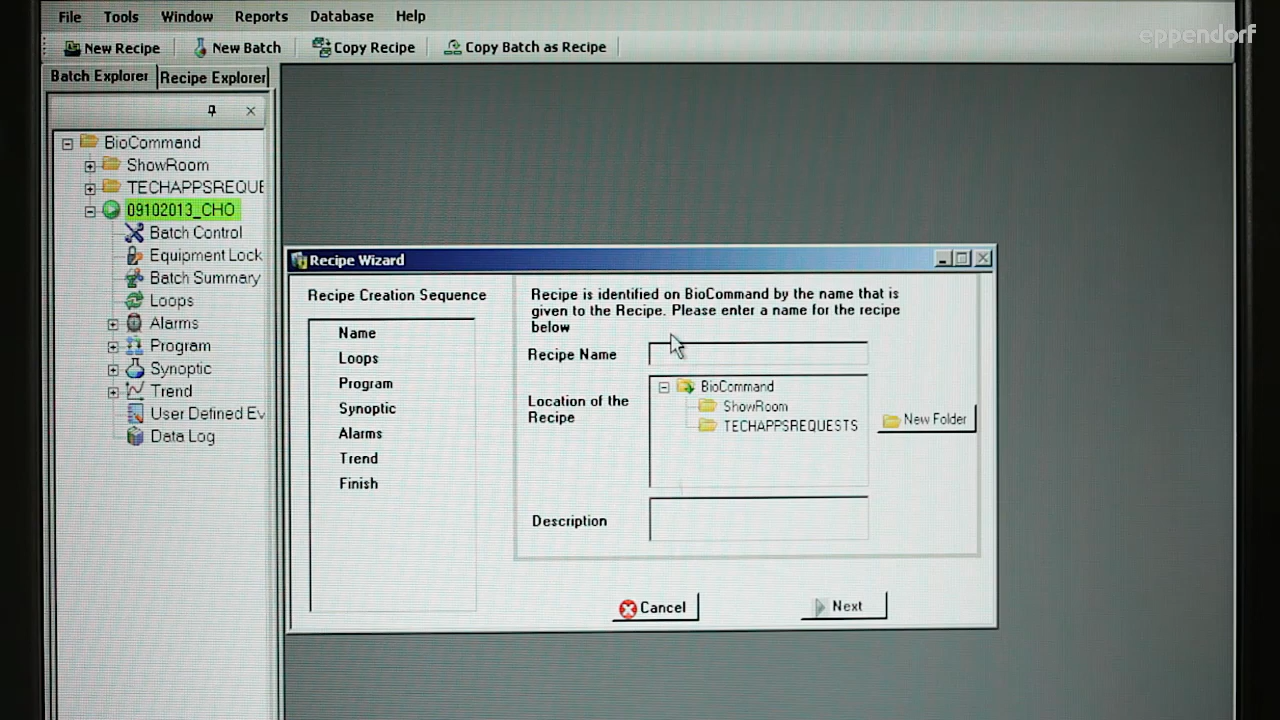 File Tools Window Reports Database Help
eppendorf
New Recipe New Batch Copy Recipe Copy Batch as Recipe
Batch Explorer Recipe Explorer
BioCommand
ShowRoom
TECHAPPSREQUE
09102013_CHO
Batch Control
Equipment Lock
Batch Summary
Loops
Alarms
Program
Synoptic
Trend
User Defined Ev
Data Log
Recipe Wizard
Recipe Creation Sequence
Name
Loops
Program
Synoptic
Alarms
Trend
Finish
Recipe is identified on BioCommand by the name that is
given to the Recipe. Please enter a name for the recipe
below
Recipe Name
Location of the
Recipe
BioCommand
ShowRoom
TECHAPPSREQUESTS
New Folder
Description
Cancel Next